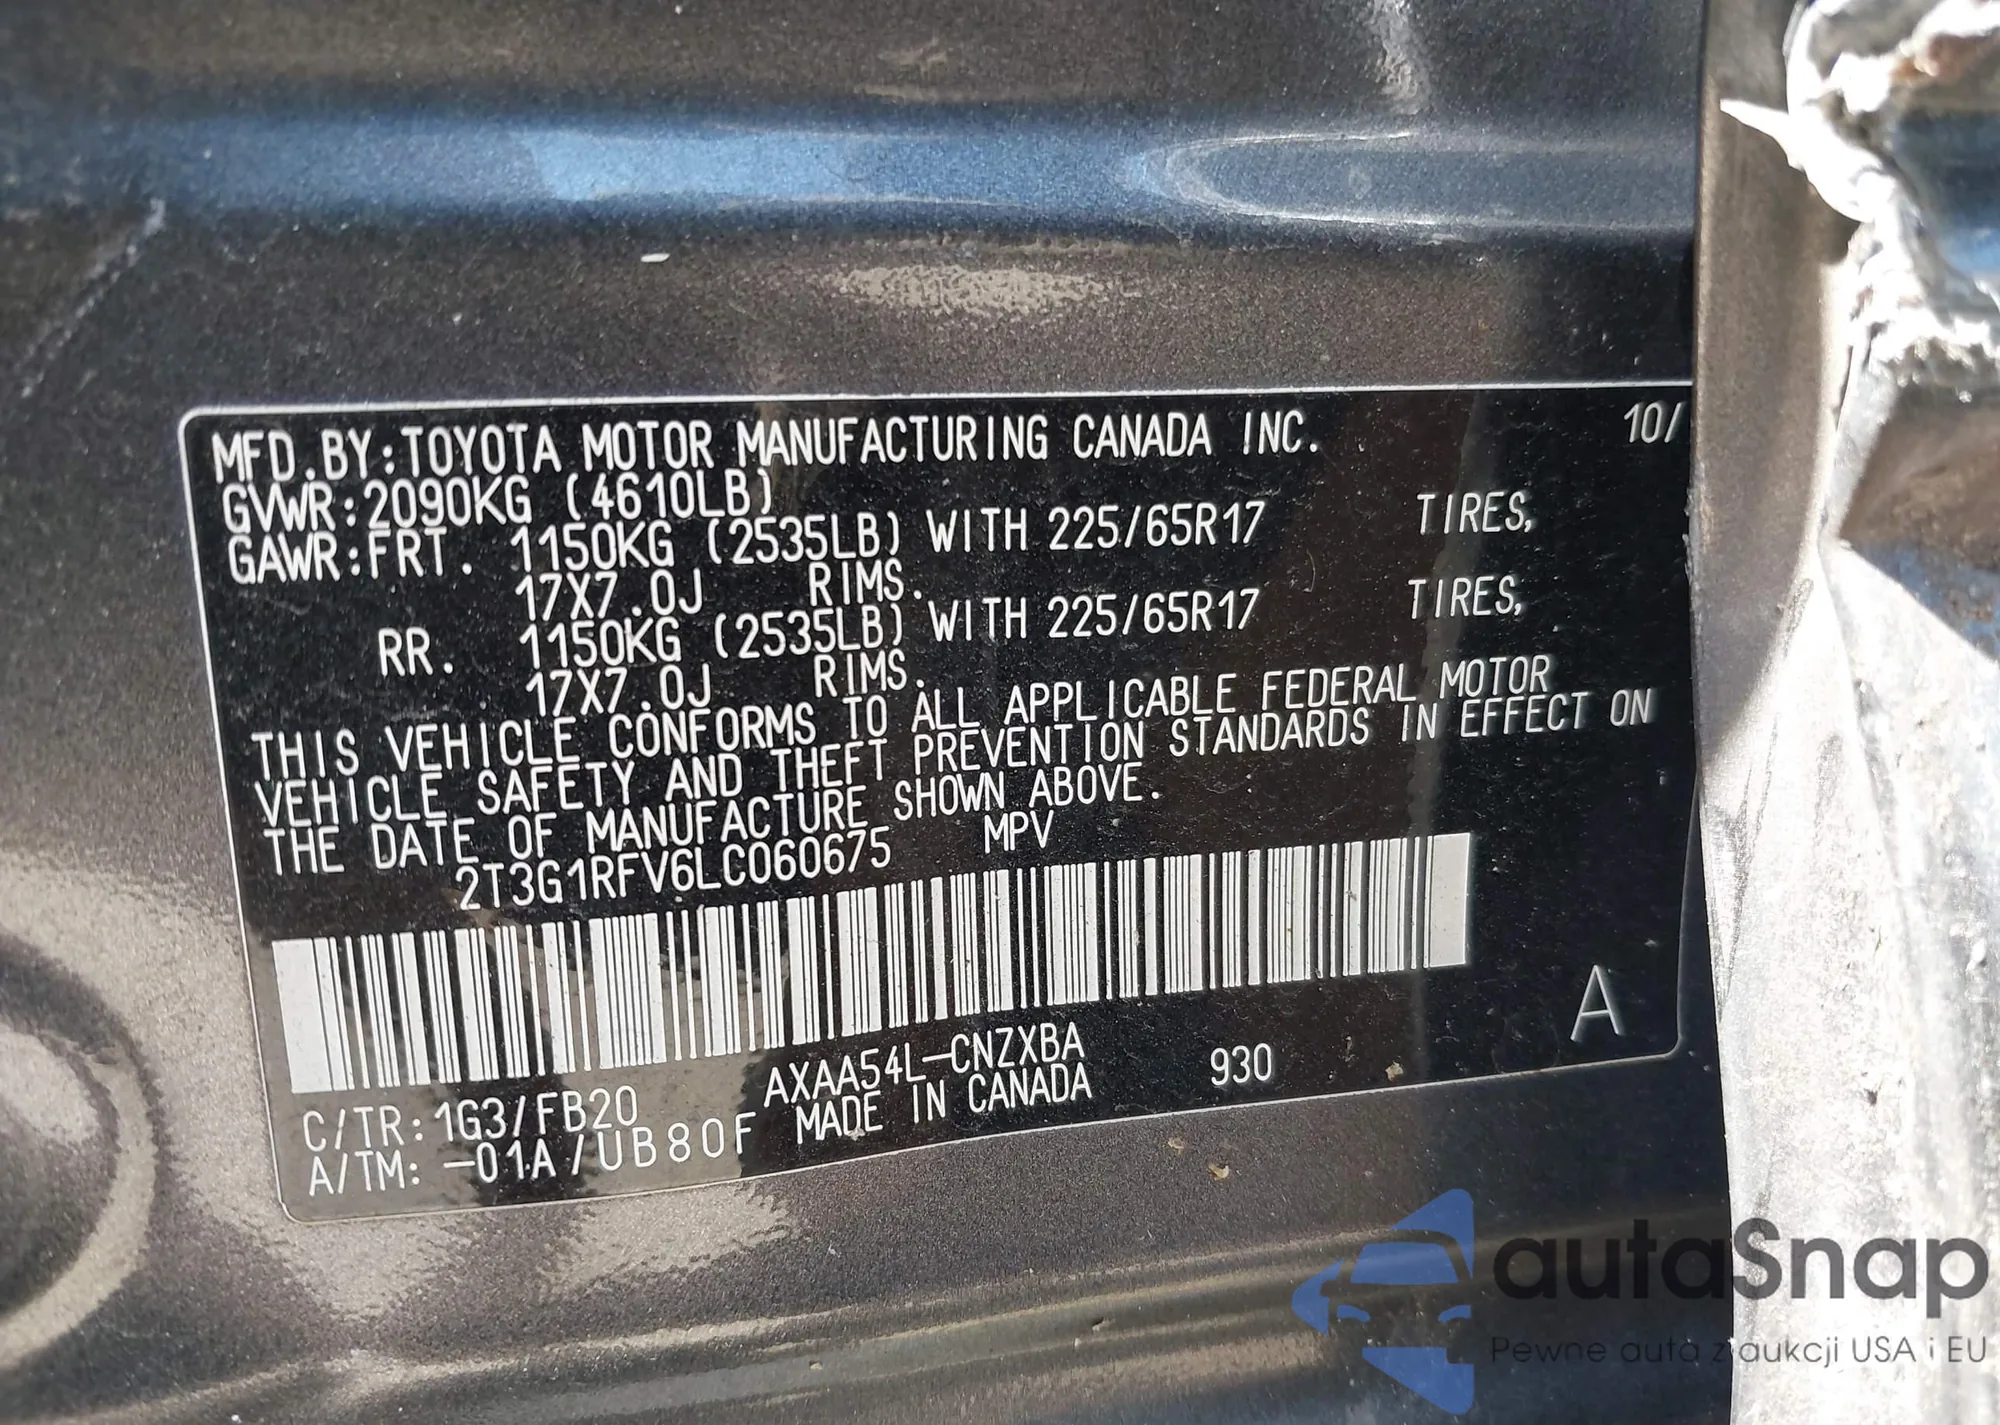 MFD.BY:TOYOTA MOTOR MANUFACTURING CANADA INC. 10/
GVWR:2090KG (4610LB)
GAWR:FRT. 1150KG (2535LB) WITH 225/65R17 TIRES,
17X7.0J RIMS.
RR. 1150KG (2535LB) WITH 225/65R17 TIRES,
17X7.0J RIMS.
THIS VEHICLE CONFORMS TO ALL APPLICABLE FEDERAL MOTOR
VEHICLE SAFETY AND THEFT PREVENTION STANDARDS IN EFFECT ON
THE DATE OF MANUFACTURE SHOWN ABOVE.
2T3G1RFV6LC060675 MPV
A
C/TR:1G3/FB20 AXAA54L-CNZXBA 930
A/TM: -01A/UB80F MADE IN CANADA
autaSnap
Pewne auta z aukcji USA i EU